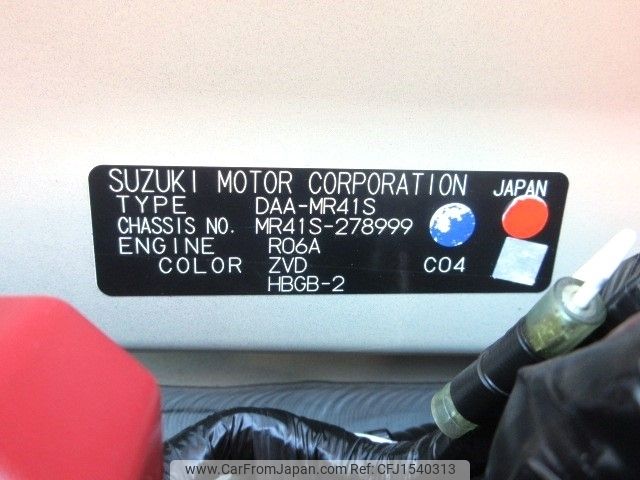 SUZUKI MOTOR CORPORATION JAPAN
TYPE DAA-MR41S
CHASSIS NO. MR41S-278999
ENGINE R06A
COLOR ZVD C04
HBGB-2
www.CarFromJapan.com Ref:CFJ1540313